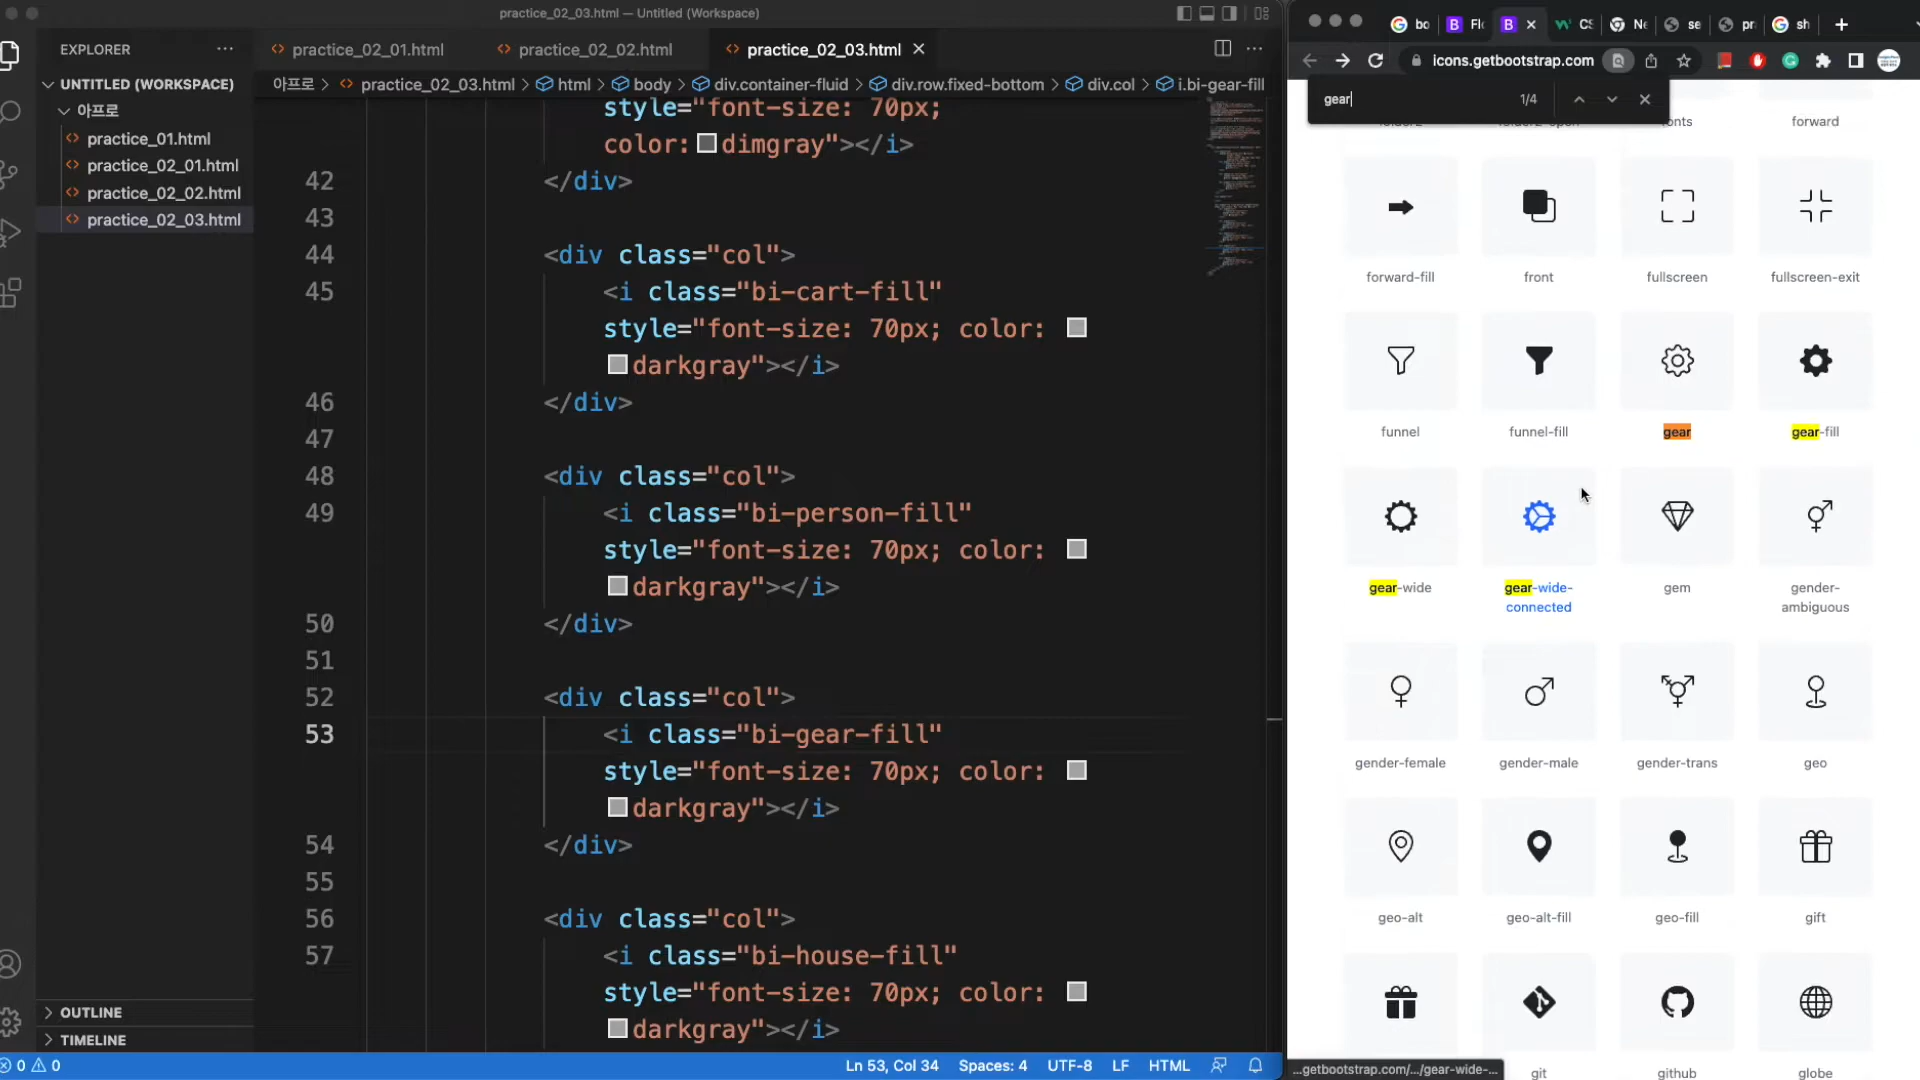 practice_02_03.html — Untitled (Workspace)
EXPLORER
practice_02_01.html
practice_02_02.html
practice_02_03.html
UNTITLED (WORKSPACE)
아프로
practice_01.html
practice_02_01.html
practice_02_02.html
practice_02_03.html
OUTLINE
TIMELINE
아프로 > practice_02_03.html > html > body > div.container-fluid > div.row.fixed-bottom > div.col > i.bi-gear-fill
style="font-size: 70px;
color: dimgray"></i>
42 </div>
43
44 <div class="col">
45 <i class="bi-cart-fill"
style="font-size: 70px; color:
darkgray"></i>
46 </div>
47
48 <div class="col">
49 <i class="bi-person-fill"
style="font-size: 70px; color:
darkgray"></i>
50 </div>
51
52 <div class="col">
53 <i class="bi-gear-fill"
style="font-size: 70px; color:
darkgray"></i>
54 </div>
55
56 <div class="col">
57 <i class="bi-house-fill"
style="font-size: 70px; color:
darkgray"></i>
0 0
Ln 53, Col 34 Spaces: 4 UTF-8 LF HTML
bo Fl CS Ne se pr sh
icons.getbootstrap.com
gear 1/4
forward
forward-fill front fullscreen fullscreen-exit
funnel funnel-fill gear gear-fill
gear-wide gear-wide-connected gem gender-ambiguous
gender-female gender-male gender-trans geo
geo-alt geo-alt-fill geo-fill gift
git github globe
...getbootstrap.com/.../gear-wide-...